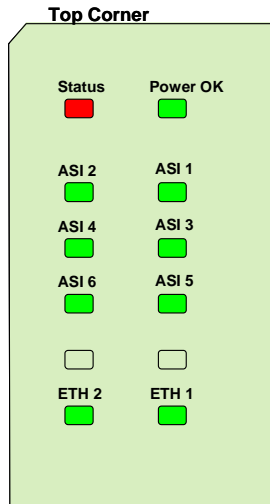 Top Corner
Status Power OK
ASI 2 ASI 1
ASI 4 ASI 3
ASI 6 ASI 5
ETH 2 ETH 1